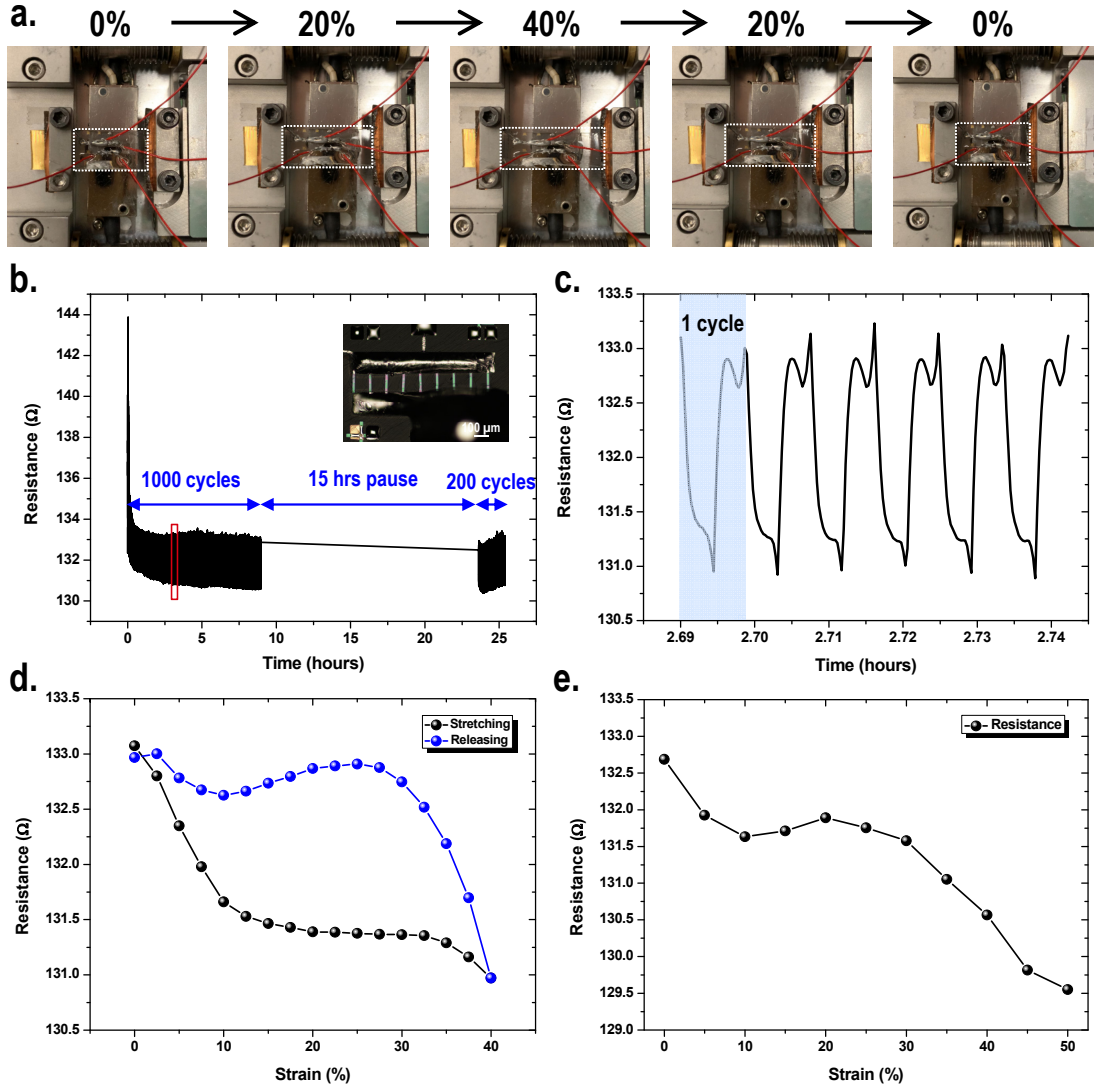 a.
0%
20%
40%
20%
0%
b.
144
142
140
138
136
134
132
130
Resistance (Ω)
0
5
10
15
20
25
Time (hours)
1000 cycles
15 hrs pause
200 cycles
100 µm
c.
133.5
133.0
132.5
132.0
131.5
131.0
130.5
Resistance (Ω)
2.69
2.70
2.71
2.72
2.73
2.74
Time (hours)
1 cycle
d.
133.5
133.0
132.5
132.0
131.5
131.0
130.5
Resistance (Ω)
0
10
20
30
40
Strain (%)
Stretching
Releasing
e.
133.5
133.0
132.5
132.0
131.5
131.0
130.5
130.0
129.5
129.0
Resistance (Ω)
0
10
20
30
40
50
Strain (%)
Resistance